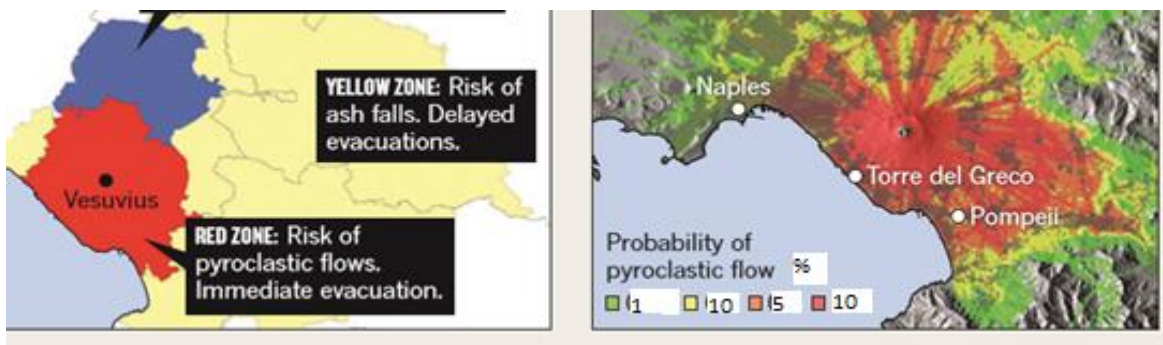 YELLOW ZONE: Risk of
ash falls. Delayed
evacuations.
Vesuvius
RED ZONE: Risk of
pyroclastic flows.
Immediate evacuation.
Naples
Torre del Greco
Pompeii
Probability of
pyroclastic flow %
1 10 5 10